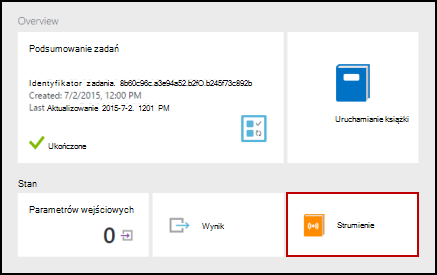 Overview
Podsumowanie zadań
Identyfikator zadania. 8b60c96c.a3e94a52.b2fO.b245f73c892b
Created: 7/2/2015, 12:00 PM
Last Aktualizowanie 2015-7-2. 1201 PM
Ukończone
Uruchamianie książki
Stan
Parametrów wejściowych
0
Wynik
Strumienie